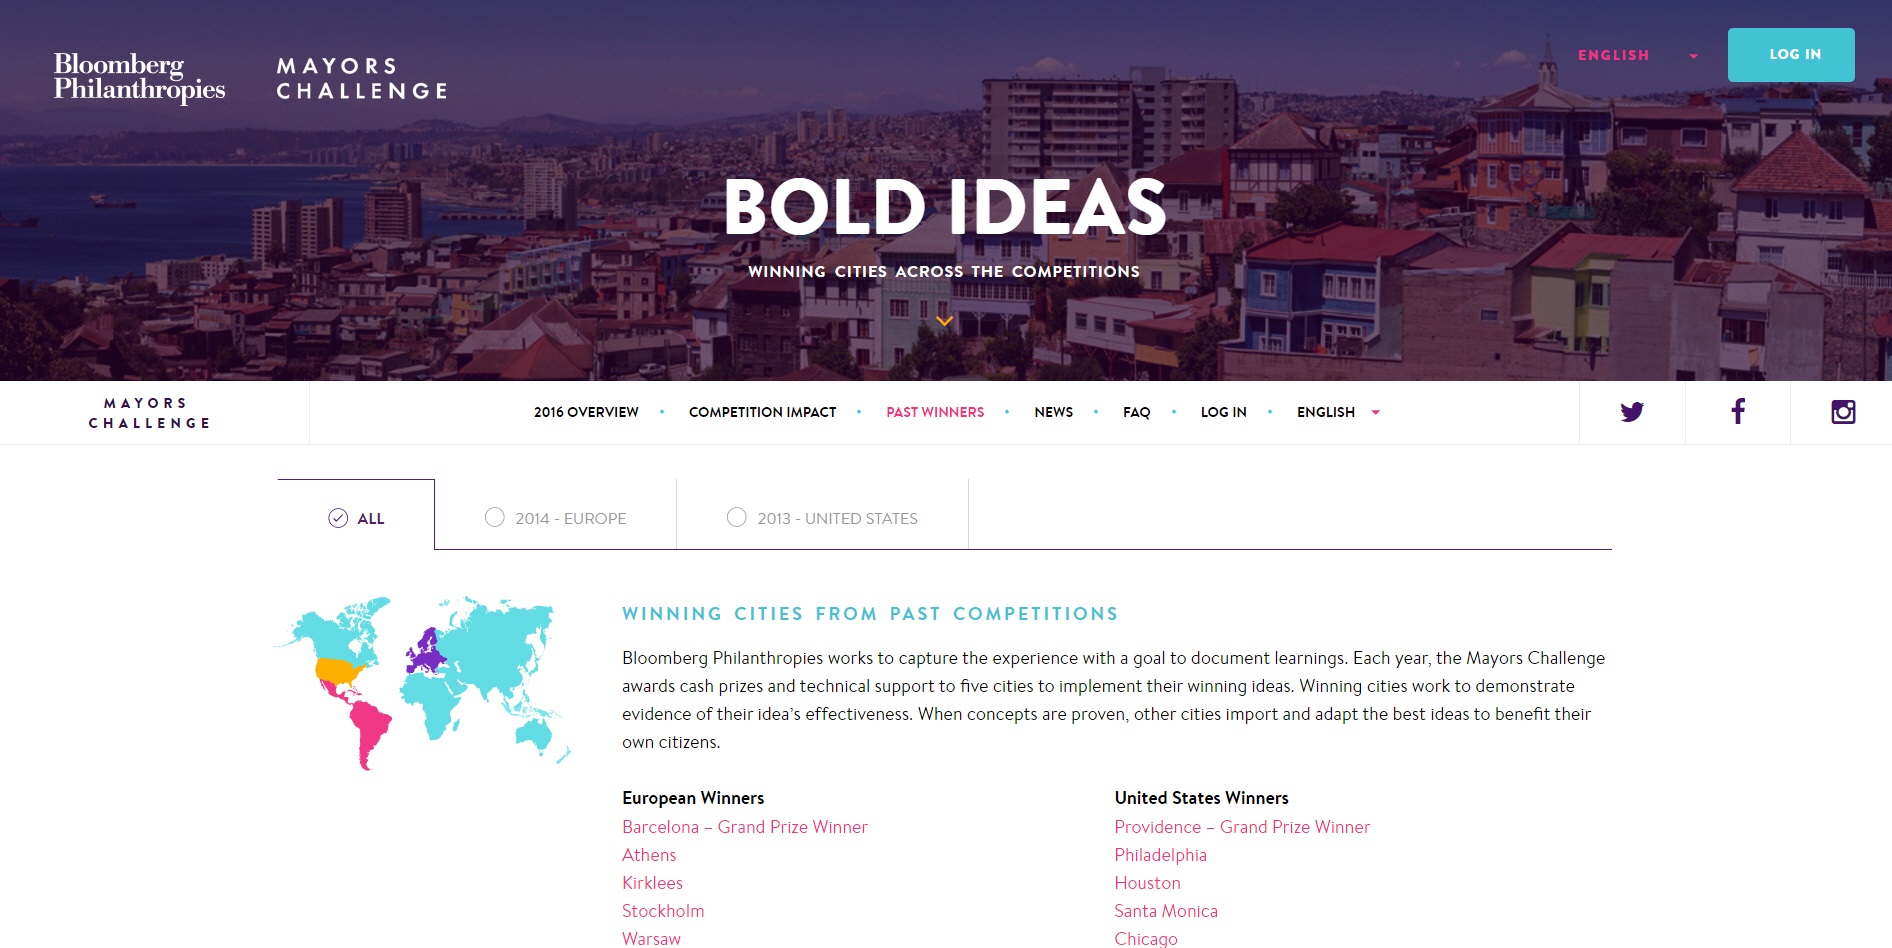 Bloomberg
Philanthropies
MAYORS
CHALLENGE
ENGLISH
LOG IN
BOLD IDEAS
WINNING CITIES ACROSS THE COMPETITIONS
MAYORS
CHALLENGE
2016 OVERVIEW • COMPETITION IMPACT • PAST WINNERS • NEWS • FAQ • LOG IN • ENGLISH
ALL
2014 - EUROPE
2013 - UNITED STATES
WINNING CITIES FROM PAST COMPETITIONS
Bloomberg Philanthropies works to capture the experience with a goal to document learnings. Each year, the Mayors Challenge
awards cash prizes and technical support to five cities to implement their winning ideas. Winning cities work to demonstrate
evidence of their idea’s effectiveness. When concepts are proven, other cities import and adapt the best ideas to benefit their
own citizens.
European Winners
Barcelona – Grand Prize Winner
Athens
Kirklees
Stockholm
Warsaw
United States Winners
Providence – Grand Prize Winner
Philadelphia
Houston
Santa Monica
Chicago